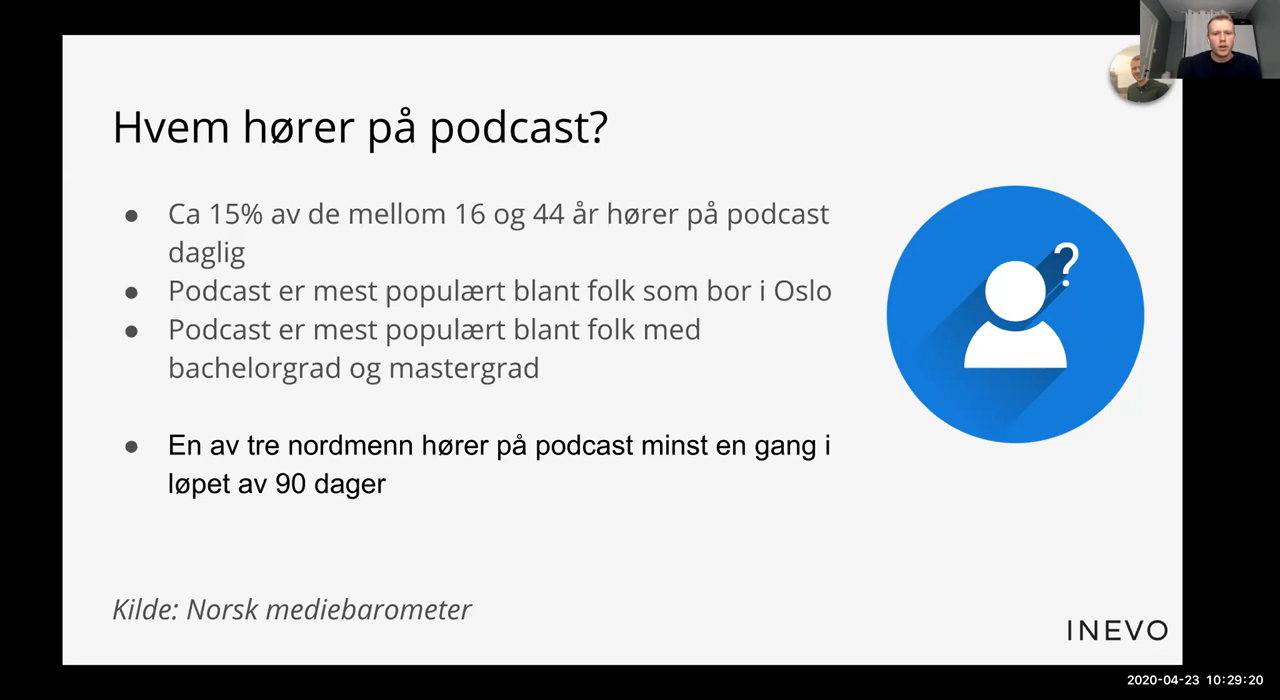 Hvem hører på podcast?
● Ca 15% av de mellom 16 og 44 år hører på podcast
daglig
● Podcast er mest populært blant folk som bor i Oslo
● Podcast er mest populært blant folk med
bachelorgrad og mastergrad
● En av tre nordmenn hører på podcast minst en gang i
løpet av 90 dager
?
Kilde: Norsk mediebarometer
INEVO
2020-04-23 10:29:20